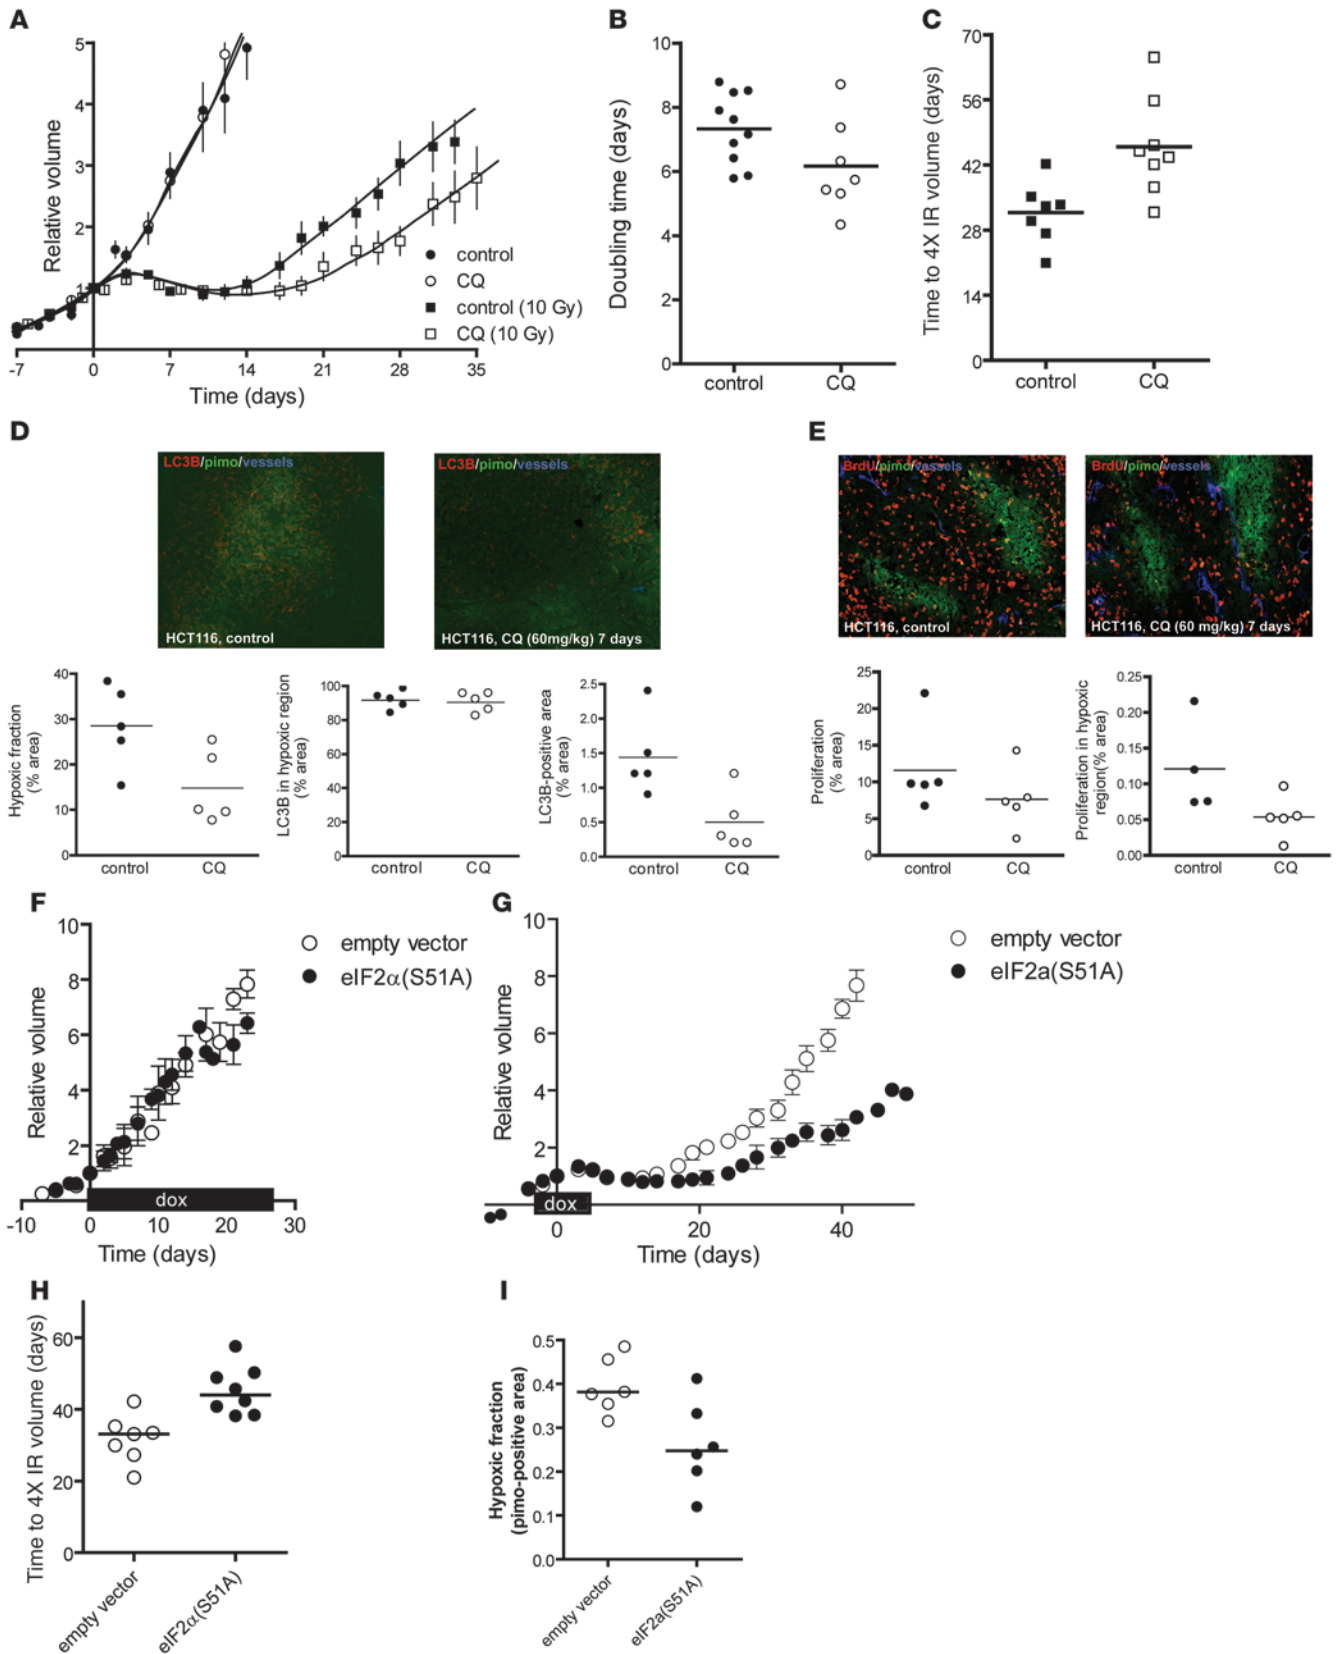 A
Relative volume
5
4
3
2
1
-7
0
7
14
21
28
35
Time (days)
control
CQ
control (10 Gy)
CQ (10 Gy)
B
Doubling time (days)
10
8
6
4
2
0
control
CQ
C
Time to 4X IR volume (days)
70
56
42
28
14
0
control
CQ
D
LC3B/pimo/vessels
HCT116, control
LC3B/pimo/vessels
HCT116, CQ (60mg/kg) 7 days
Hypoxic fraction
(% area)
40
30
20
10
0
control
CQ
LC3B in hypoxic region
(% area)
100
80
60
40
20
0
control
CQ
LC3B-positive area
(% area)
2.5
2.0
1.5
1.0
0.5
0.0
control
CQ
E
BrdU/pimo/vessels
HCT116, control
BrdU/pimo/vessels
HCT116, CQ (60 mg/kg) 7 days
Proliferation
(% area)
25
20
15
10
5
0
control
CQ
Proliferation in hypoxic
region(% area)
0.25
0.20
0.15
0.10
0.05
0.00
control
CQ
F
Relative volume
10
8
6
4
2
dox
-10
0
10
20
30
Time (days)
empty vector
eIF2α(S51A)
G
Relative volume
10
8
6
4
2
dox
0
20
40
Time (days)
empty vector
eIF2a(S51A)
H
Time to 4X IR volume (days)
60
40
20
0
empty vector
eIF2α(S51A)
I
Hypoxic fraction
(pimo-positive area)
0.5
0.4
0.3
0.2
0.1
0.0
empty vector
eIF2a(S51A)